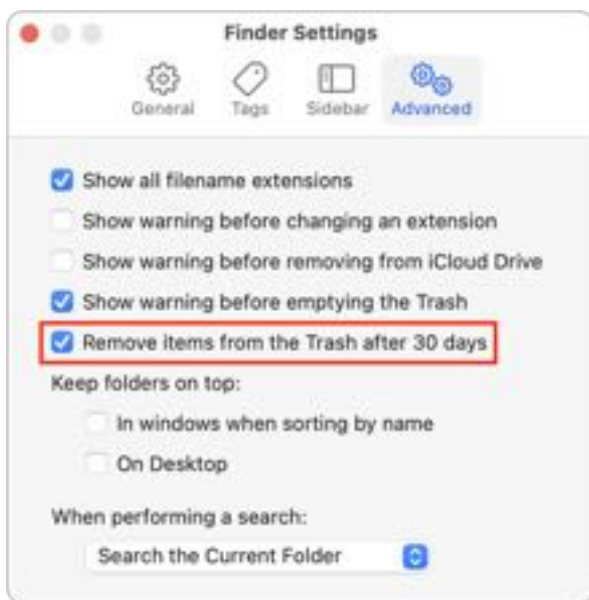 Finder Settings
General Tags Sidebar Advanced
Show all filename extensions
Show warning before changing an extension
Show warning before removing from iCloud Drive
Show warning before emptying the Trash
Remove items from the Trash after 30 days
Keep folders on top:
In windows when sorting by name
On Desktop
When performing a search:
Search the Current Folder